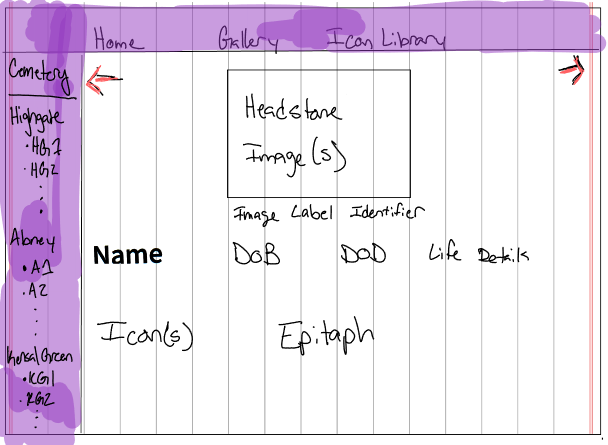 Home Gallery Icon Library
Cemetery
Highgate
· HG1
· HG2
Abney
· A1
· A2
Kensal Green
· KG1
· KG2
Headstone
Image(s)
Image Label Identifier
Name DoB DoD Life Details
Icon(s) Epitaph